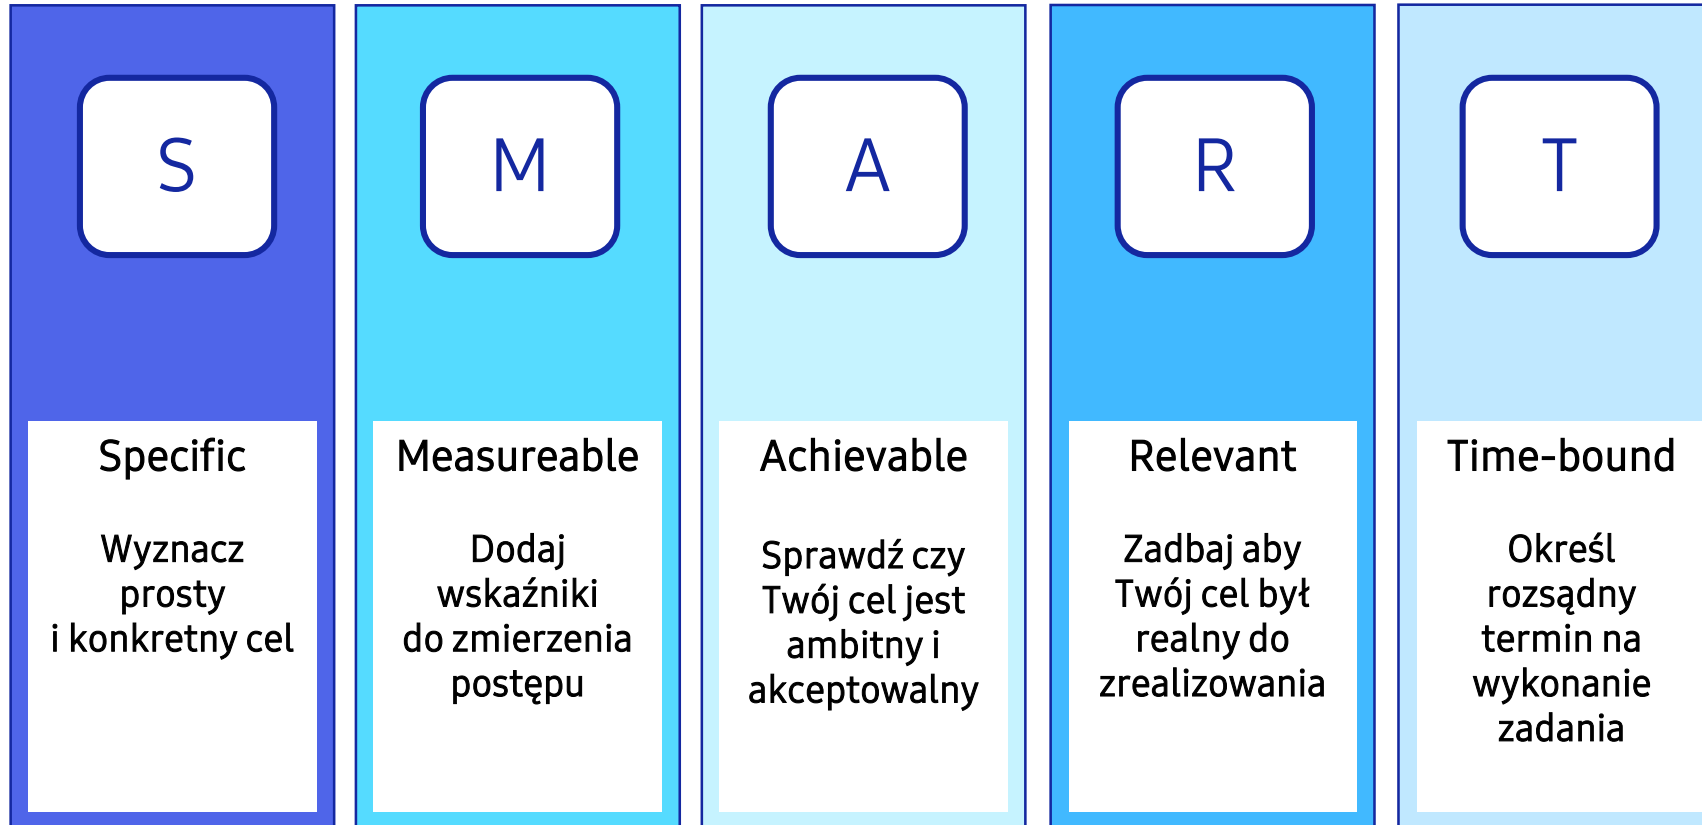 S
M
A
R
T
Specific
Wyznacz
prosty
i konkretny cel
Measureable
Dodaj
wskaźniki
do zmierzenia
postępu
Achievable
Sprawdź czy
Twój cel jest
ambitny i
akceptowalny
Relevant
Zadbaj aby
Twój cel był
realny do
zrealizowania
Time-bound
Określ
rozsądny
termin na
wykonanie
zadania